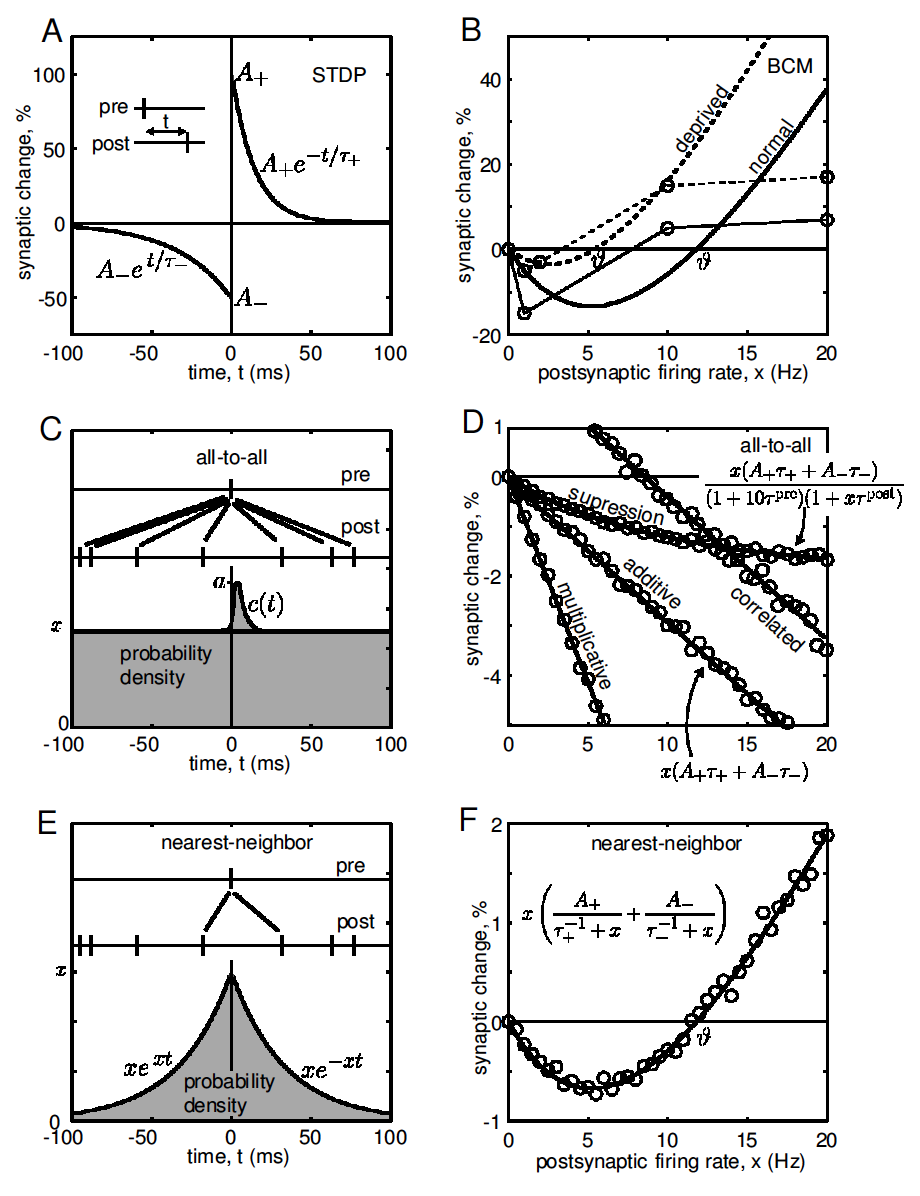 A
STDP
100
50
0
-50
synaptic change, %
pre
post
t
A₊
A₊e^{-t/τ₊}
A₋e^{t/τ₋}
A₋
-100 -50 0 50 100
time, t (ms)
B
BCM
40
20
0
-20
synaptic change, %
deprived
normal
ϑ
ϑ
0 5 10 15 20
postsynaptic firing rate, x (Hz)
C
all-to-all
pre
post
a
c(t)
x
probability
density
0
-100 -50 0 50 100
time, t (ms)
D
all-to-all
x(A₊τ₊ + A₋τ₋)
(1 + 10τ^{pre})(1 + xτ^{post})
1
0
-2
-4
synaptic change, %
supression
additive
multiplicative
correlated
0 5 10 15 20
x(A₊τ₊ + A₋τ₋)
E
nearest-neighbor
pre
post
x
xe^{xt}
xe^{-xt}
probability
density
0
-100 -50 0 50 100
time, t (ms)
F
nearest-neighbor
2
0
-1
synaptic change, %
x(A₊/(τ₊^{-1} + x) + A₋/(τ₋^{-1} + x))
ϑ
0 5 10 15 20
postsynaptic firing rate, x (Hz)